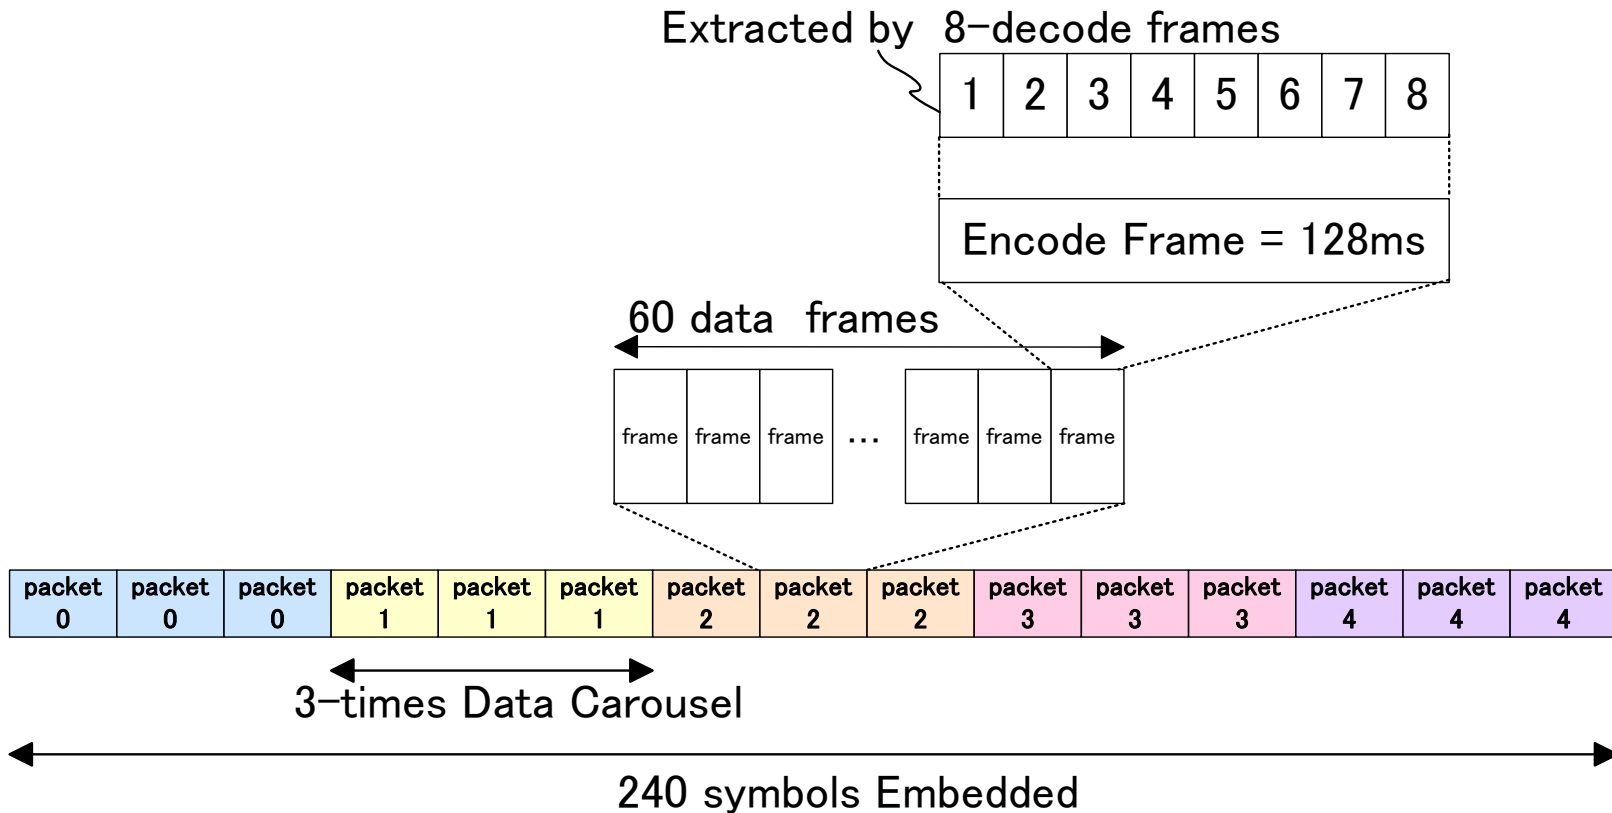 Extracted by 8-decode frames
1 2 3 4 5 6 7 8
Encode Frame = 128ms
60 data frames
frame frame frame ... frame frame frame
packet packet packet packet packet packet packet packet packet packet packet packet packet packet packet
0 0 0 1 1 1 2 2 2 3 3 3 4 4 4
3-times Data Carousel
240 symbols Embedded